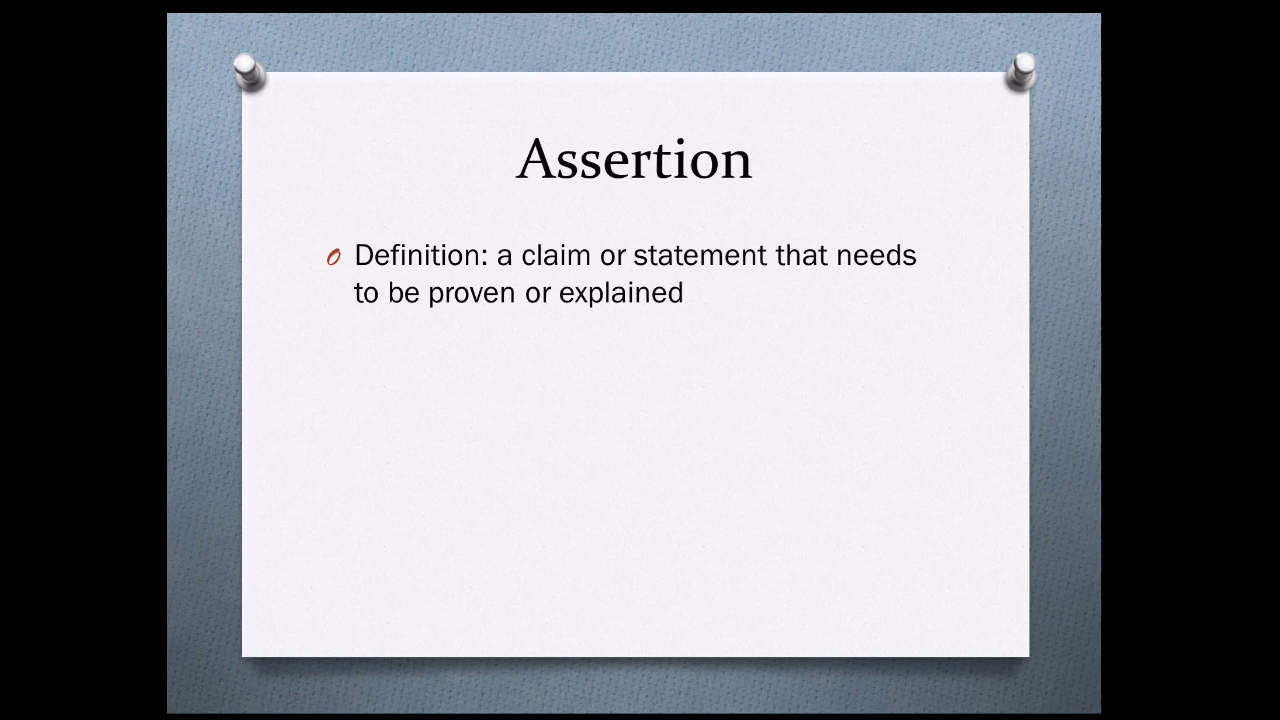 Assertion
Definition: a claim or statement that needs
to be proven or explained